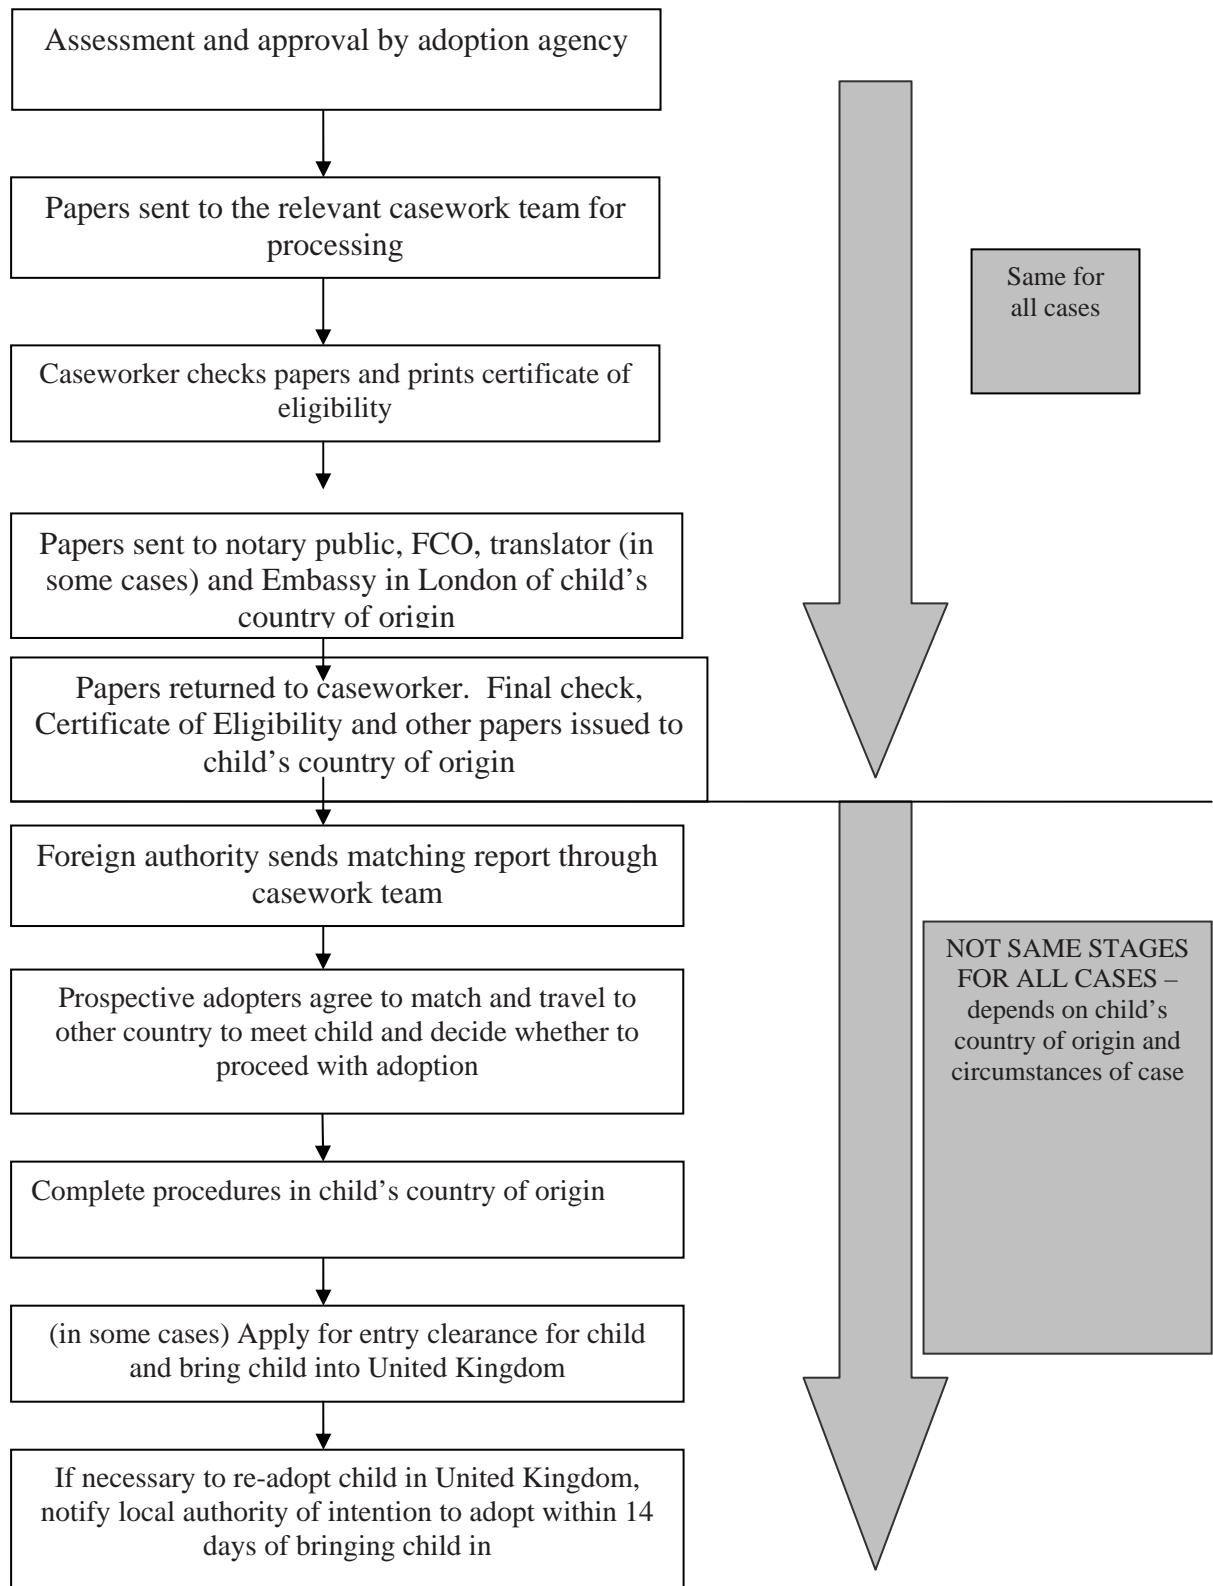 Assessment and approval by adoption agency
Papers sent to the relevant casework team for
processing
Same for
all cases
Caseworker checks papers and prints certificate of
eligibility
Papers sent to notary public, FCO, translator (in
some cases) and Embassy in London of child’s
country of origin
Papers returned to caseworker.  Final check,
Certificate of Eligibility and other papers issued to
child’s country of origin
Foreign authority sends matching report through
casework team
NOT SAME STAGES
FOR ALL CASES –
depends on child’s
country of origin and
circumstances of case
Prospective adopters agree to match and travel to
other country to meet child and decide whether to
proceed with adoption
Complete procedures in child’s country of origin
(in some cases) Apply for entry clearance for child
and bring child into United Kingdom
If necessary to re-adopt child in United Kingdom,
notify local authority of intention to adopt within 14
days of bringing child in